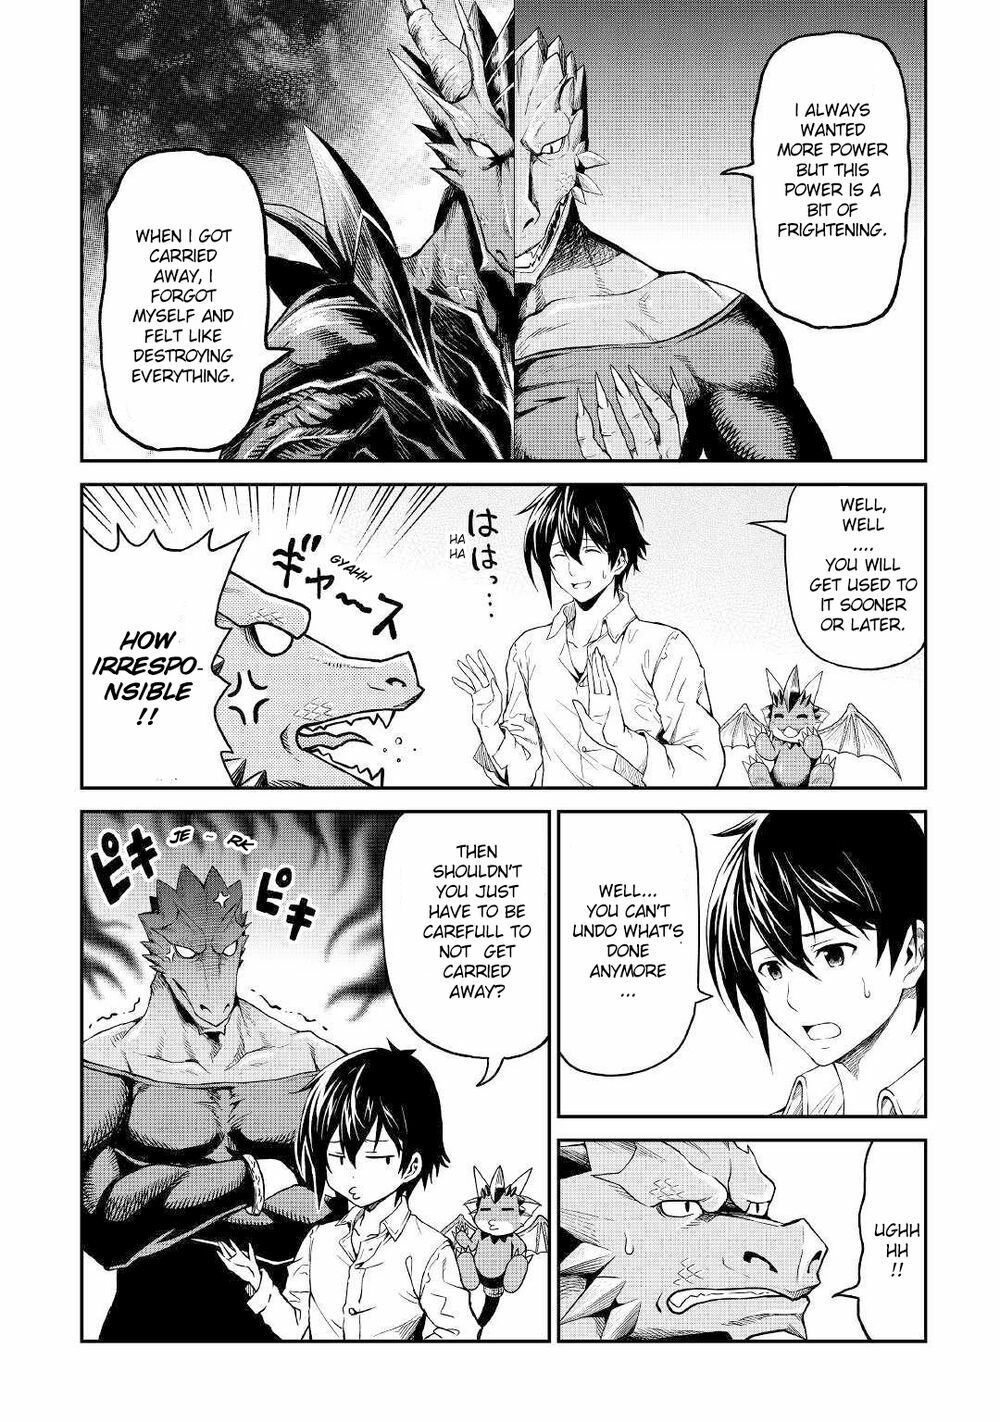 I ALWAYS
WANTED
MORE POWER
BUT THIS
POWER IS A
BIT OF
FRIGHTENING.
WHEN I GOT
CARRIED
AWAY, I
FORGOT
MYSELF AND
FELT LIKE
DESTROYING
EVERYTHING.
WELL,
WELL
....
YOU WILL
GET USED TO
IT SOONER
OR LATER.
はは っ…
HA
HA
ギャ～ス
GYAHH
HOW
IRRESPO-
NSIBLE
!!
WELL...
YOU CAN'T
UNDO WHAT'S
DONE
ANYMORE
...
UGHH
HH
!!
THEN
SHOULDN'T
YOU JUST
HAVE TO BE
CAREFULL TO
NOT GET
CARRIED
AWAY?
ピキ
JE ~ RK
ピキ